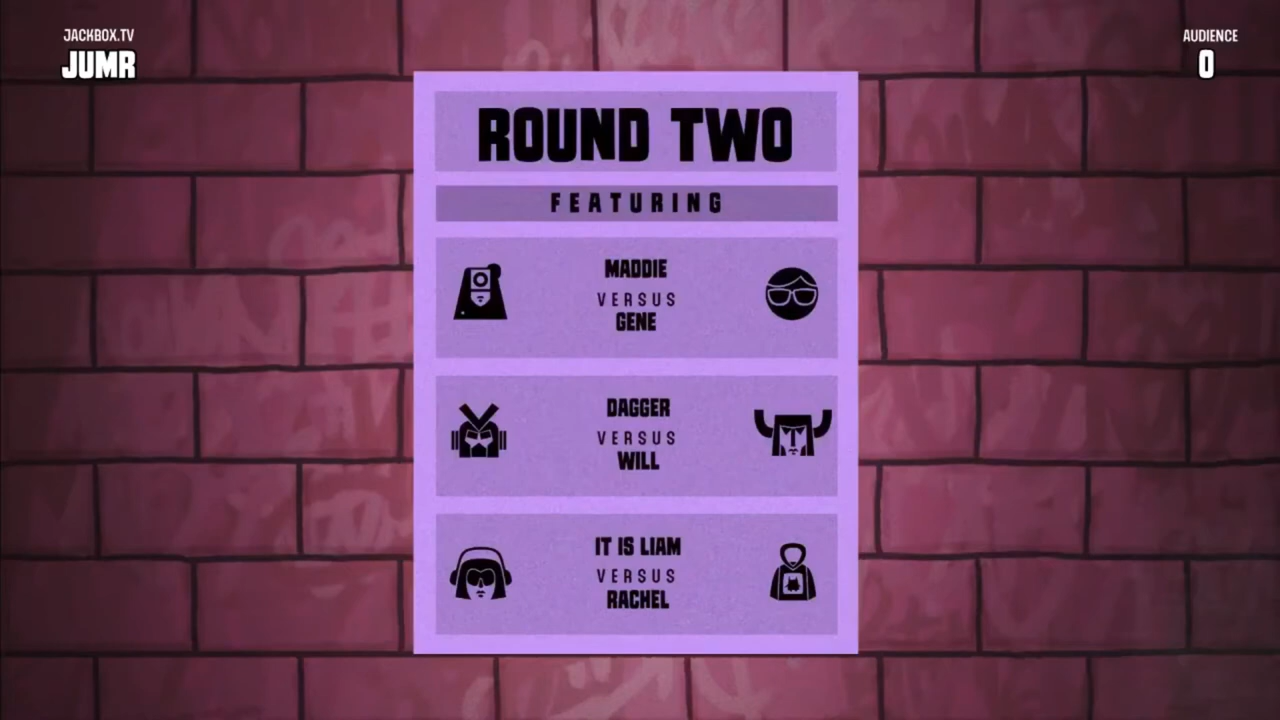 JACKBOX.TV
JUMR
AUDIENCE
0
ROUND TWO
FEATURING
MADDIE
VERSUS
GENE
DAGGER
VERSUS
WILL
IT IS LIAM
VERSUS
RACHEL